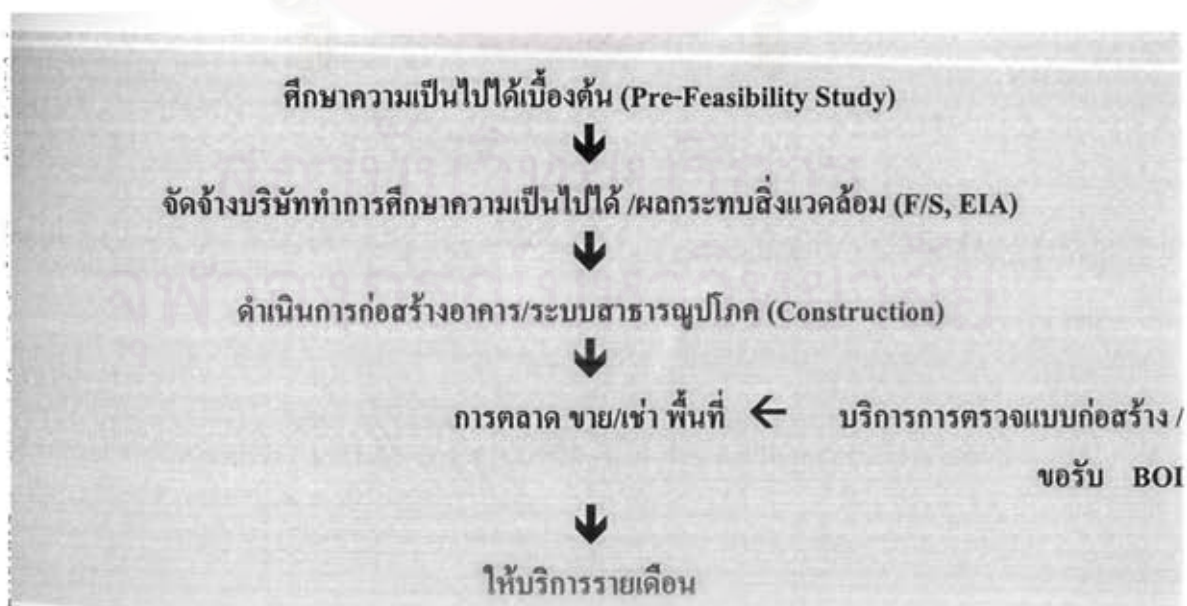 ศึกษาความเป็นไปได้เบื้องต้น (Pre-Feasibility Study)
จัดจ้างบริษัททำการศึกษาความเป็นไปได้ /ผลกระทบสิ่งแวดล้อม (F/S, EIA)
ดำเนินการก่อสร้างอาคาร/ระบบสาธารณูปโภค (Construction)
การตลาด ขาย/เช่า พื้นที่ ← บริการการตรวจแบบก่อสร้าง /
ขอรับ BOI
ให้บริการรายเดือน